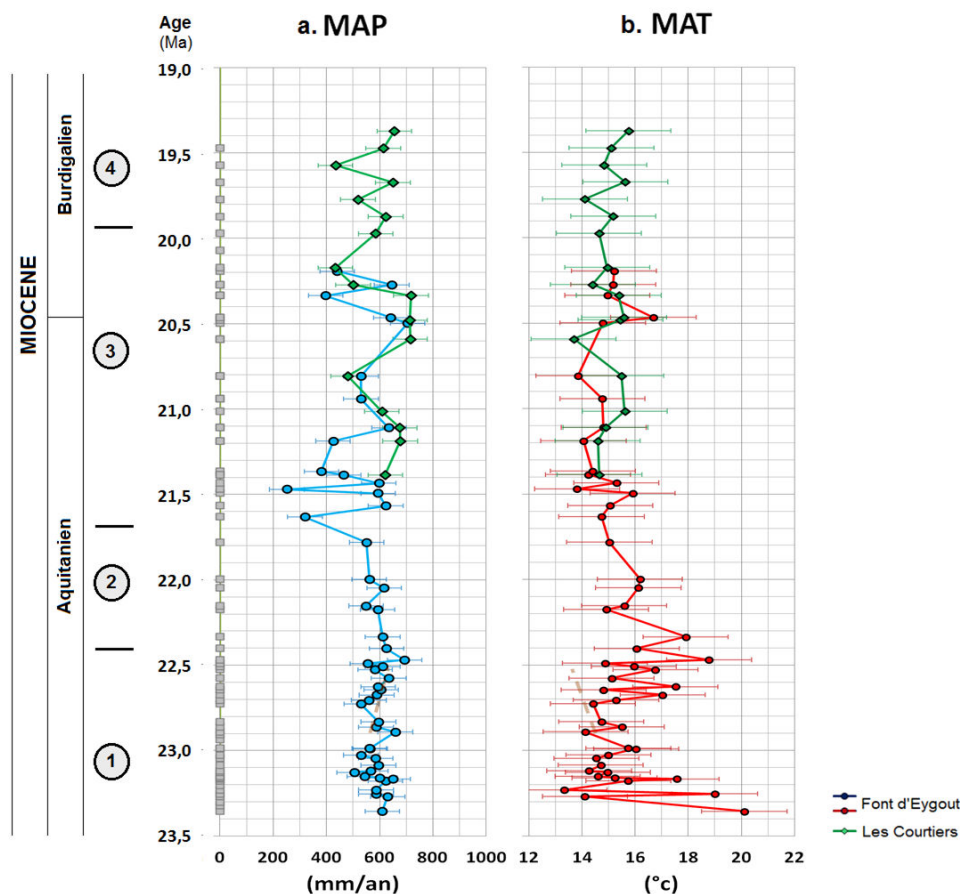 Age
(Ma)
a. MAP
b. MAT
19,0
19,5
20,0
20,5
21,0
21,5
22,0
22,5
23,0
23,5
MIOCENE
Burdigalien
Aquitanien
4
3
2
1
0 200 400 600 800 1000
(mm/an)
12 14 16 18 20 22
(°c)
Font d'Eygout
Les Courtiers